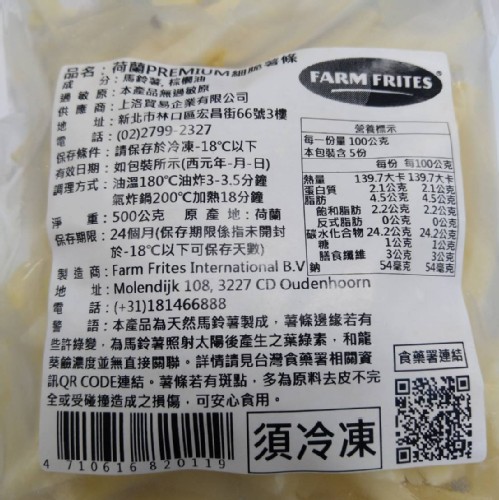 品名：荷蘭PREMIUM細脆薯條
成　　分：馬鈴薯, 棕櫚油
過 敏 原：本產品無過敏原
供 應 商：上洛貿易企業有限公司
地　　址：新北市林口區宏昌街66號3樓
電　　話：(02)2799-2327
保存條件：請保存於冷凍-18°C以下
有效日期：如包裝所示(西元年-月-日)
調理方式：油溫180°C油炸3-3.5分鐘
氣炸鍋200°C加熱18分鐘
淨　　重：500公克　原 產 地：荷蘭
保存期限：24個月(保存期限係指未開封
於-18°C以下可保存天數)
製 造 商：Farm Frites International B.V
地　　址：Molendijk 108, 3227 CD Oudenhoorn
電　　話：(+31)181466888
警　　語：本產品為天然馬鈴薯製成，薯條邊緣若有
些許綠變，為馬鈴薯照射太陽後產生之葉綠素，和龍
葵鹼濃度並無直接關聯。詳情請見台灣食藥署相關資
訊QR CODE連結。薯條若有斑點，多為原料去皮不完
全或受碰撞造成之損傷，可安心食用。
FARM FRITES®
營養標示
每一份量 100公克
本包裝含 5份
每份 每100公克
熱量 139.7大卡 139.7大卡
蛋白質 2.1公克 2.1公克
脂肪 4.5公克 4.5公克
飽和脂肪 2.2公克 2.2公克
反式脂肪 0公克 0公克
碳水化合物 24.2公克 24.2公克
糖 1公克 1公克
膳食纖維 3公克 3公克
鈉 54毫克 54毫克
食藥署連結
須冷凍
4 710616 820119